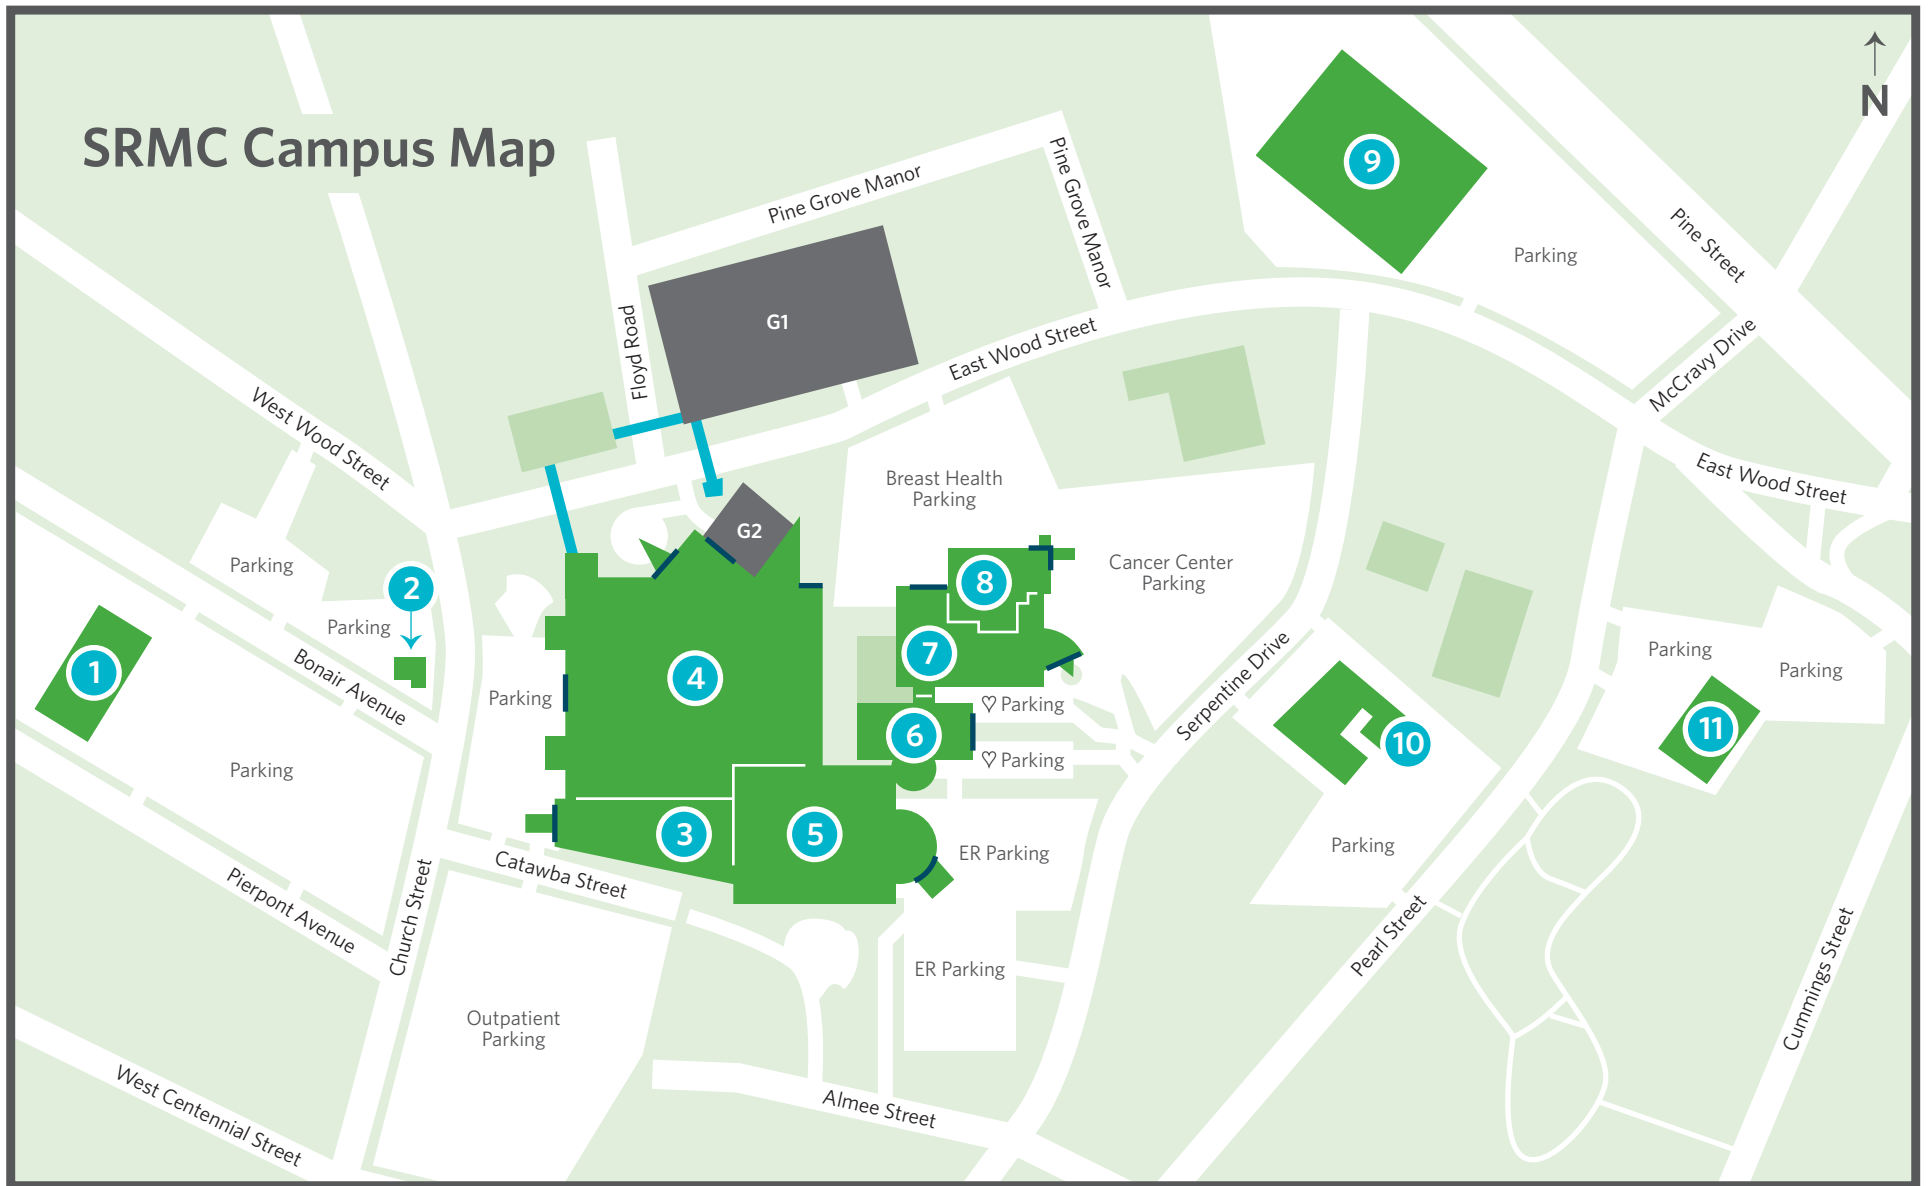 SRMC Campus Map
N
Pine Grove Manor
Pine Grove Manor
9
Pine Street
Parking
G1
Floyd Road
East Wood Street
McCravy Drive
West Wood Street
East Wood Street
Breast Health
Parking
G2
Parking
Cancer Center
Parking
2
8
Parking
1
Bonair Avenue
Parking
4
7
♡ Parking
6
♡ Parking
Serpentine Drive
10
Parking
Parking
11
Parking
3
5
ER Parking
Parking
Catawba Street
Pierpont Avenue
Church Street
ER Parking
Pearl Street
Cummings Street
Outpatient
Parking
West Centennial Street
Almee Street